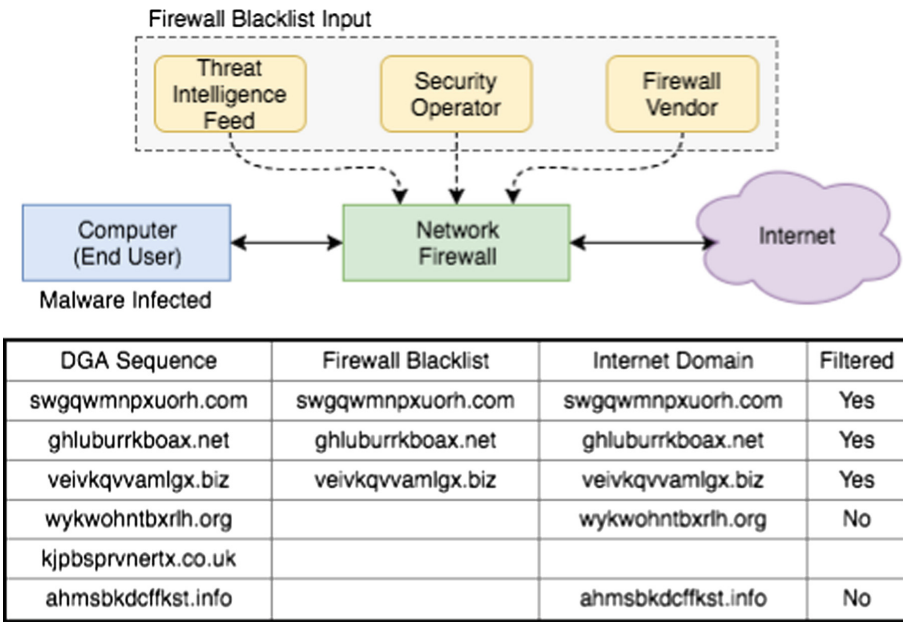 Firewall Blacklist Input
Threat
Intelligence
Feed
Security
Operator
Firewall
Vendor
Computer
(End User)
Network
Firewall
Internet
Malware Infected
DGA Sequence Firewall Blacklist Internet Domain Filtered
swgqwmnpxuorh.com swgqwmnpxuorh.com swgqwmnpxuorh.com Yes
ghluburrkboax.net ghluburrkboax.net ghluburrkboax.net Yes
veivkqvvamlgx.biz veivkqvvamlgx.biz veivkqvvamlgx.biz Yes
wykwohntbxrlh.org wykwohntbxrlh.org No
kjpbsprvnertx.co.uk
ahmsbkdcffkst.info ahmsbkdcffkst.info No